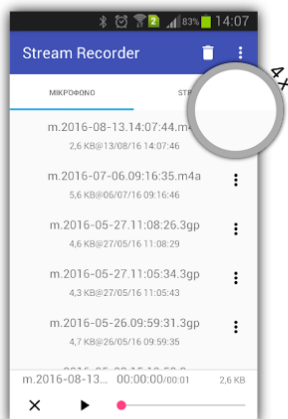 83% 14:07
Stream Recorder
ΜΙΚΡΟΦΩΝΟ
4x
m.2016-08-13.14:07:44.m4
2,6 KB@13/08/16 14:07:46
m.2016-07-06.09:16:35.m4a
5,6 KB@06/07/16 09:16:46
m.2016-05-27.11:08:26.3gp
4,6 KB@27/05/16 11:08:29
m.2016-05-27.11:05:34.3gp
4,3 KB@27/05/16 11:05:43
m.2016-05-26.09:59:31.3gp
4,7 KB@26/05/16 09:59:35
m.2016-08-13... 00:00:00/00:01 2,6 KB